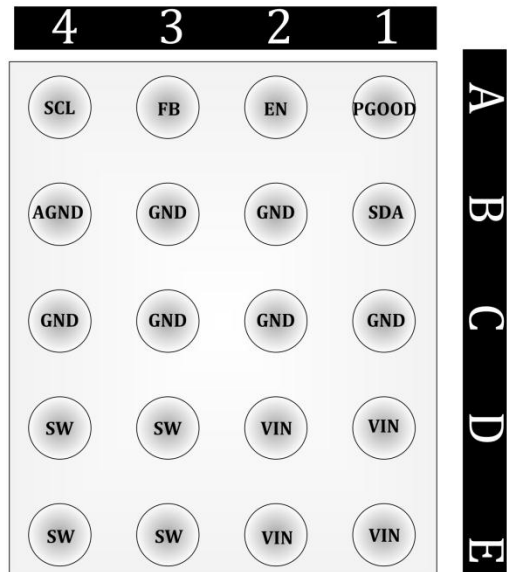 4 3 2 1
SCL FB EN PGOOD A
AGND GND GND SDA B
GND GND GND GND C
SW SW VIN VIN D
SW SW VIN VIN E